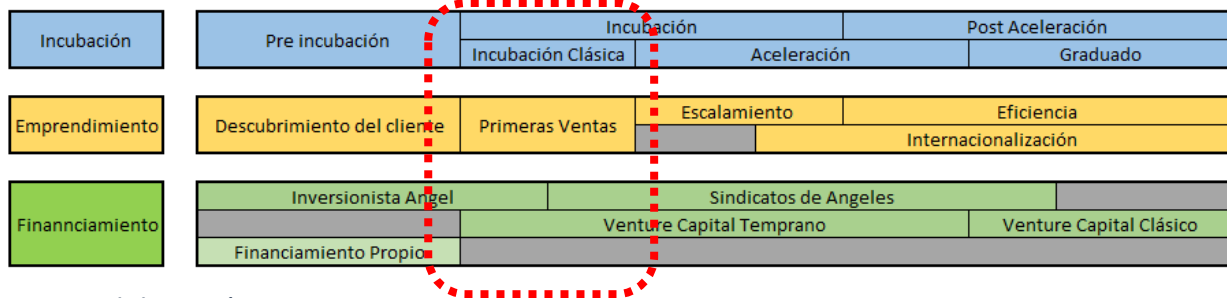 Incubación
Pre incubación
Incubación
Post Aceleración
Incubación Clásica
Aceleración
Graduado
Emprendimiento
Descubrimiento del cliente
Primeras Ventas
Escalamiento
Eficiencia
Internacionalización
Finannciamiento
Inversionista Angel
Sindicatos de Angeles
Venture Capital Temprano
Venture Capital Clásico
Financiamiento Propio